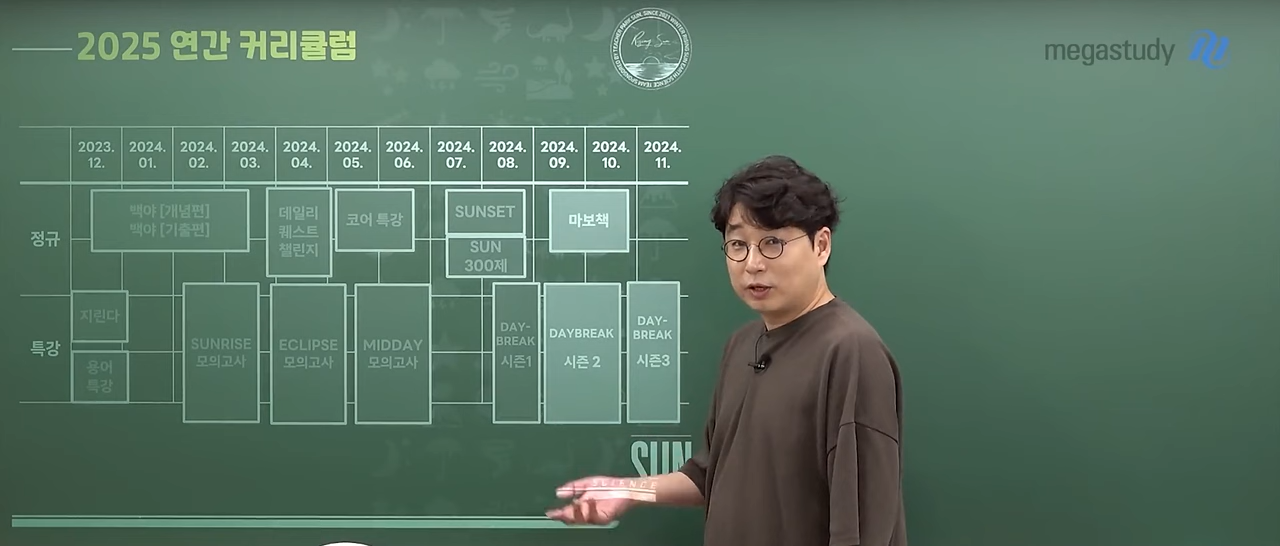 2025 연간 커리큘럼
Rising Sun
megastudy
2023. 12.
2024. 01.
2024. 02.
2024. 03.
2024. 04.
2024. 05.
2024. 06.
2024. 07.
2024. 08.
2024. 09.
2024. 10.
2024. 11.
정규
백야 [개념편]
백야 [기출편]
데일리
퀘스트
챌린지
코어 특강
SUNSET
SUN
300제
마보책
특강
지린다
용어
특강
SUNRISE
모의고사
ECLIPSE
모의고사
MIDDAY
모의고사
DAY-
BREAK
시즌1
DAYBREAK
시즌 2
DAY-
BREAK
시즌3
SUN
SCIENCE